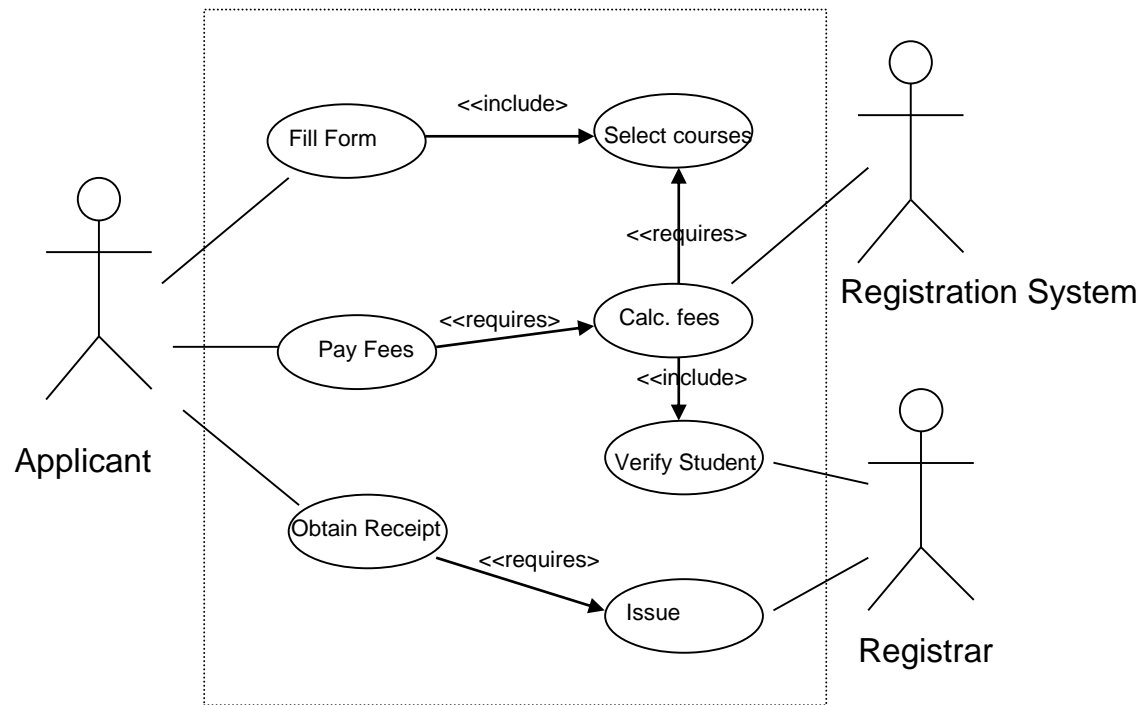 <<include>
Fill Form
Select courses
<<requires>
Registration System
<<requires>
Calc. fees
Pay Fees
<<include>
Applicant
Verify Student
Obtain Receipt
<<requires>
Issue
Registrar